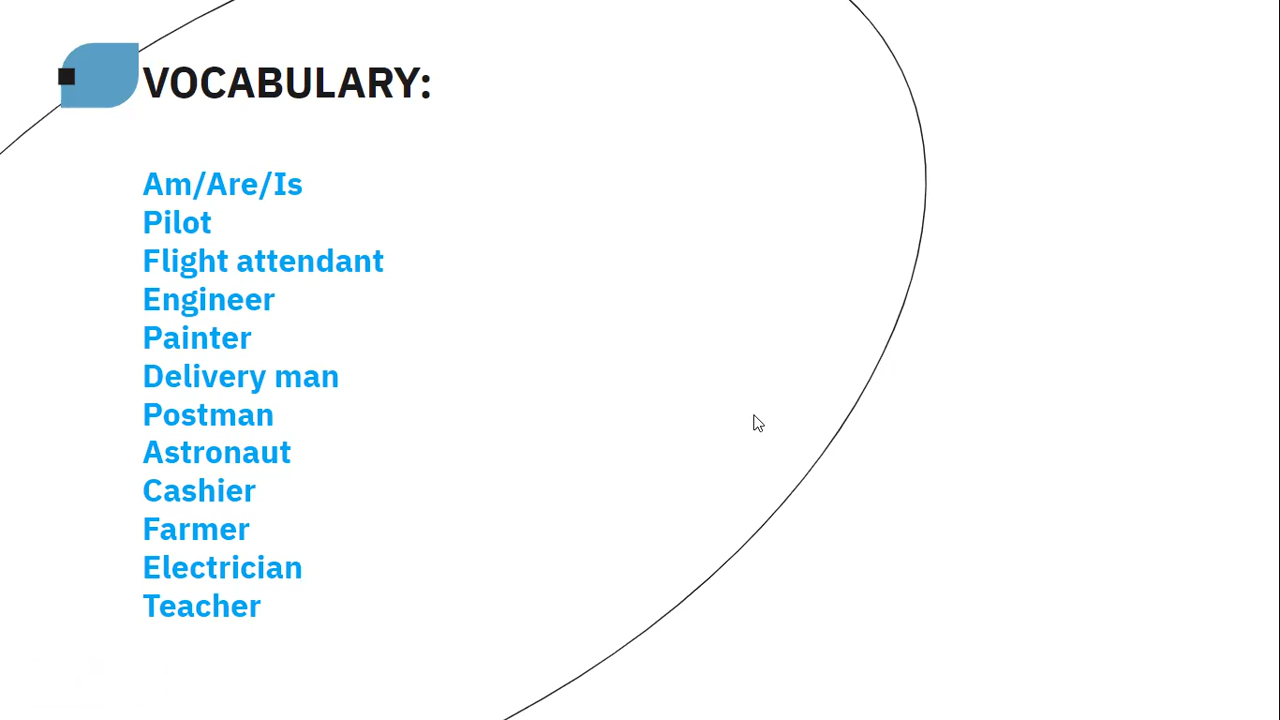 VOCABULARY:
Am/Are/Is
Pilot
Flight attendant
Engineer
Painter
Delivery man
Postman
Astronaut
Cashier
Farmer
Electrician
Teacher